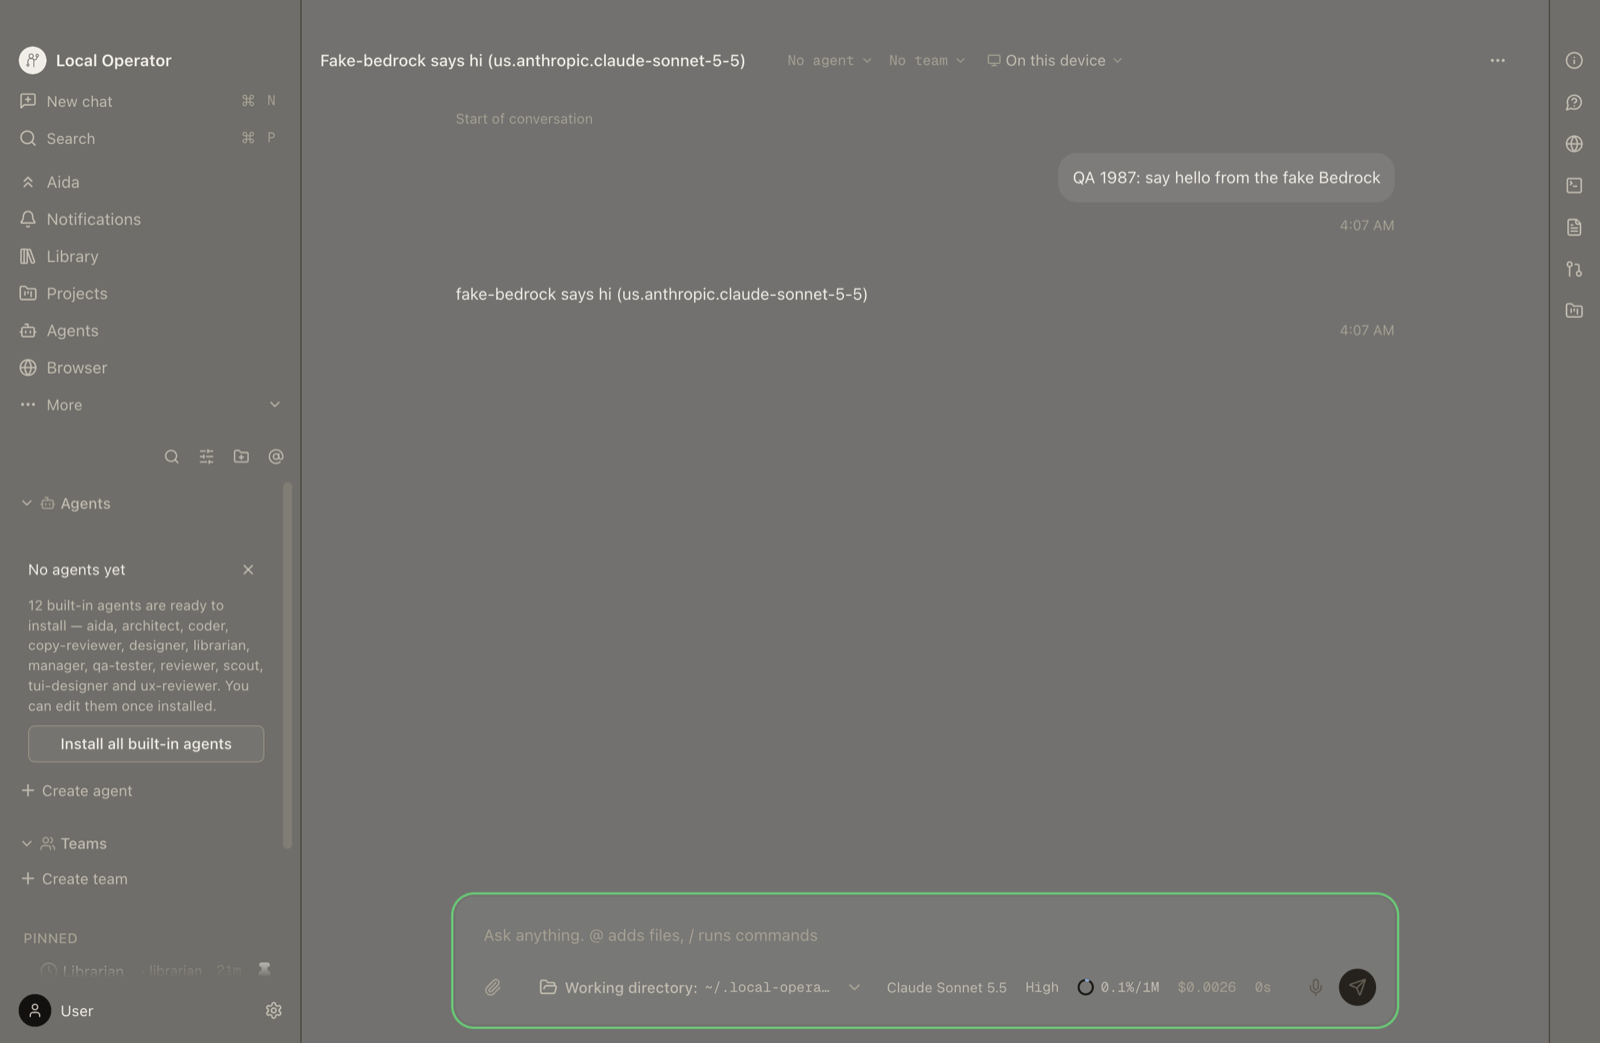 Local Operator
New chat ⌘ N
Search ⌘ P
Aida
Notifications
Library
Projects
Agents
Browser
More
Agents
No agents yet
12 built-in agents are ready to
install — aida, architect, coder,
copy-reviewer, designer, librarian,
manager, qa-tester, reviewer, scout,
tui-designer and ux-reviewer. You
can edit them once installed.
Install all built-in agents
Create agent
Teams
Create team
PINNED
Librarian · librarian 21m
User
Fake-bedrock says hi (us.anthropic.claude-sonnet-5-5) No agent No team On this device
Start of conversation
QA 1987: say hello from the fake Bedrock
4:07 AM
fake-bedrock says hi (us.anthropic.claude-sonnet-5-5)
4:07 AM
Ask anything. @ adds files, / runs commands
Working directory: ~/.local-opera… Claude Sonnet 5.5 High 0.1%/1M $0.0026 0s